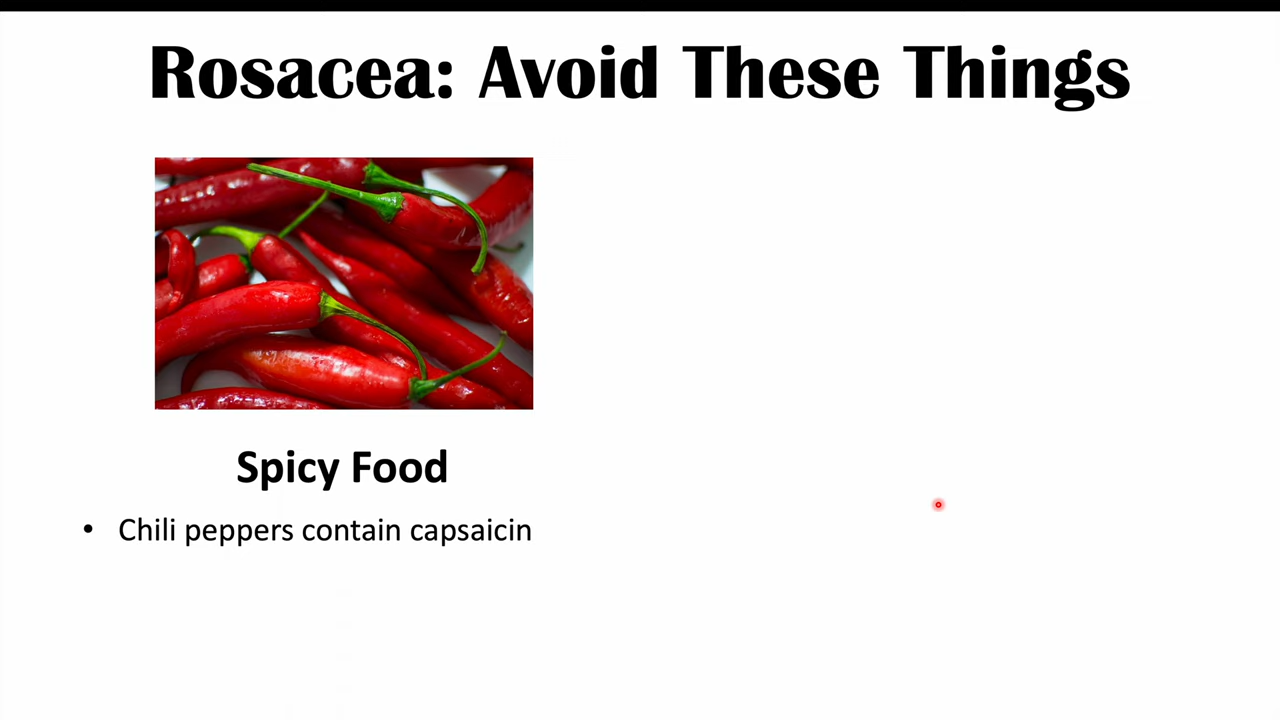 Rosacea: Avoid These Things
Spicy Food
• Chili peppers contain capsaicin